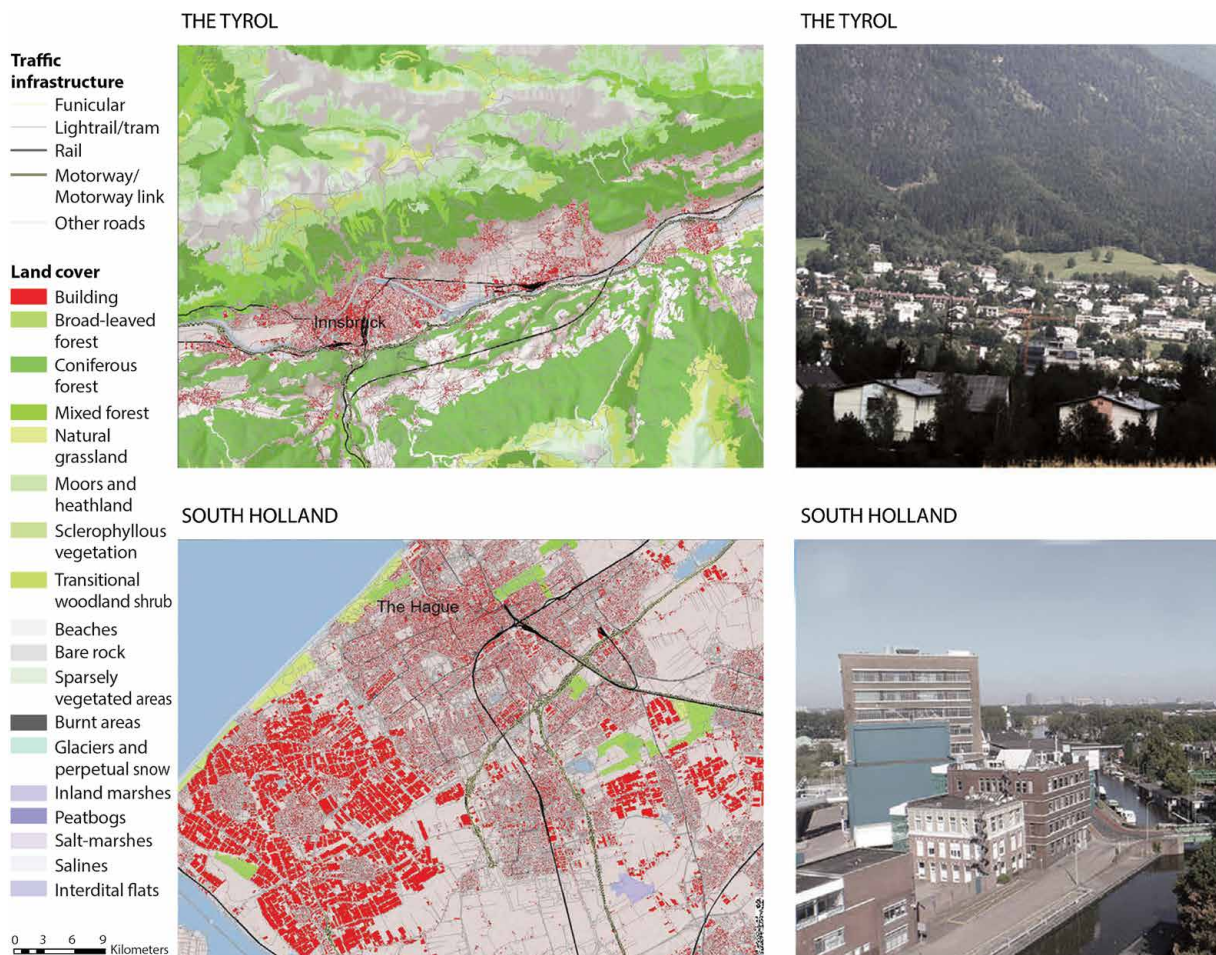 THE TYROL
THE TYROL
Traffic
infrastructure
Funicular
Lightrail/tram
Rail
Motorway/
Motorway link
Other roads
Land cover
Building
Broad-leaved
forest
Coniferous
forest
Mixed forest
Natural
grassland
Moors and
heathland
Sclerophyllous
vegetation
Transitional
woodland shrub
Beaches
Bare rock
Sparsely
vegetated areas
Burnt areas
Glaciers and
perpetual snow
Inland marshes
Peatbogs
Salt-marshes
Salines
Interdital flats
0 3 6 9
Kilometers
Innsbruck
SOUTH HOLLAND
SOUTH HOLLAND
The Hague